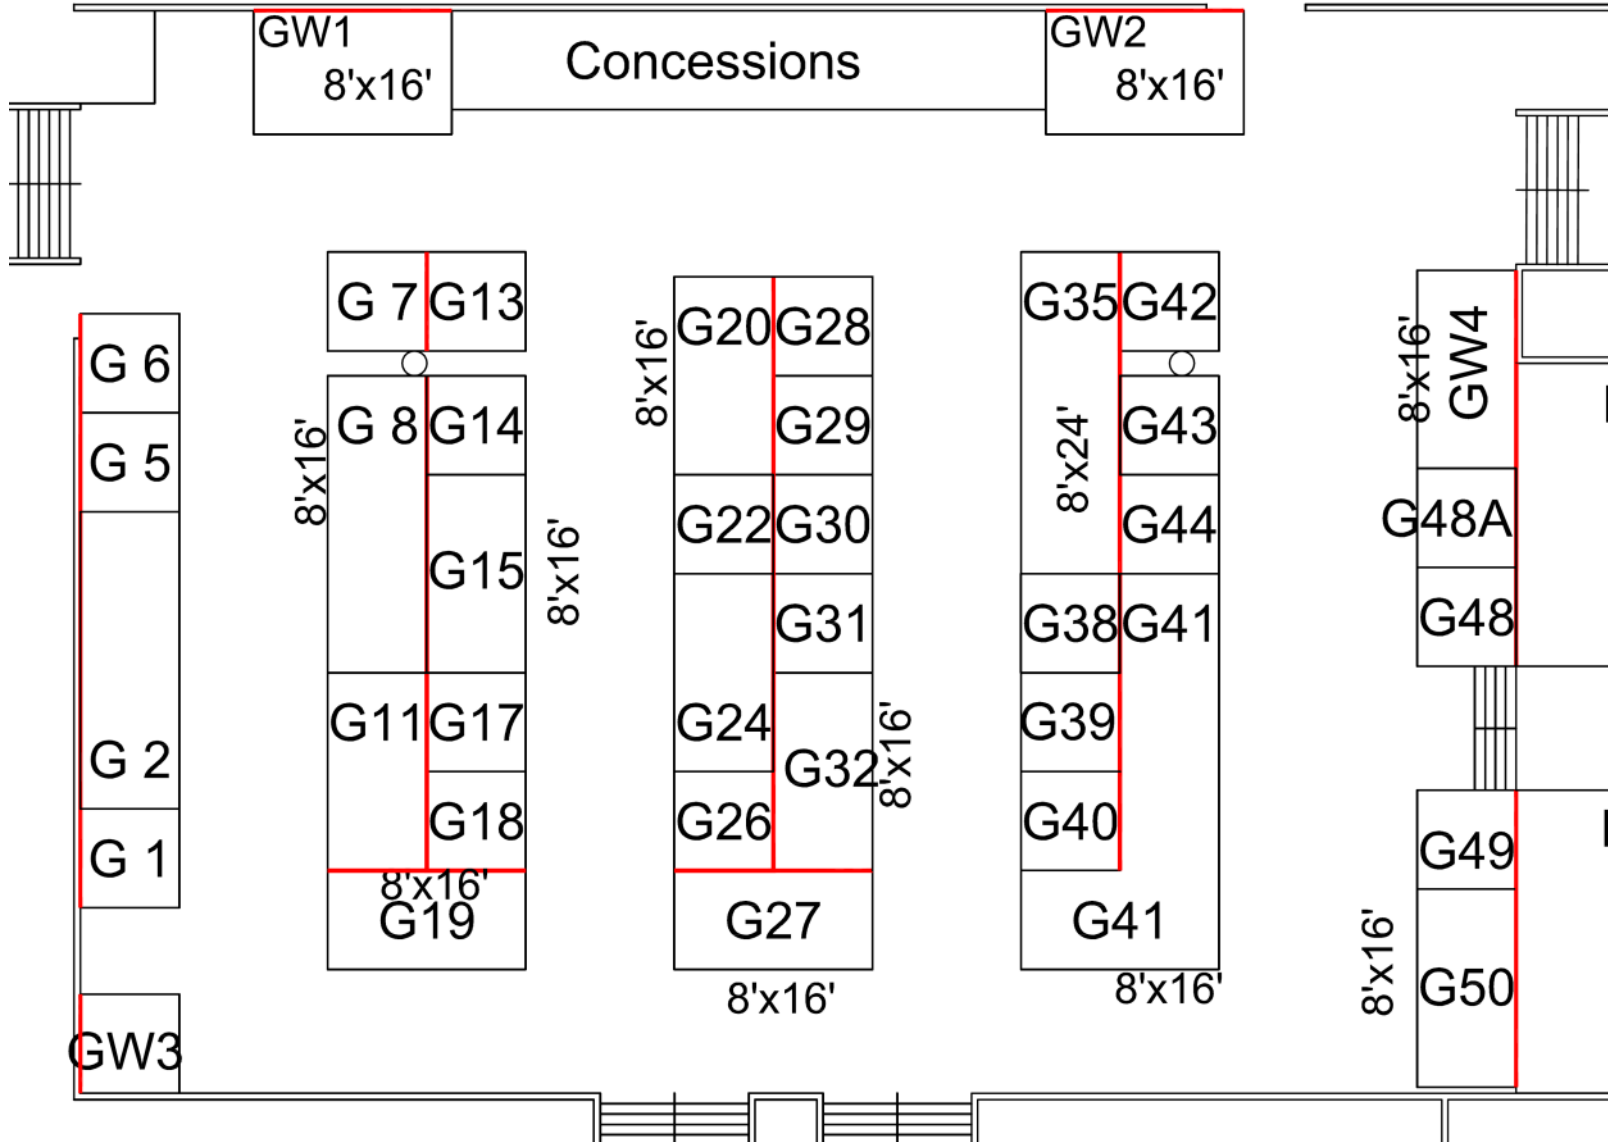 GW1
8'x16'
Concessions
GW2
8'x16'
G 6
G 5
G 2
G 1
GW3
G 7
G13
G 8
G14
8'x16'
G15
8'x16'
G11
G17
G18
8'x16'
G19
G20
G28
8'x16'
G29
G22
G30
G31
G24
G32
8'x16'
G26
G27
8'x16'
G35
G42
8'x24'
G43
G44
G38
G41
G39
G40
G41
8'x16'
8'x16'
GW4
G48A
G48
G49
8'x16'
G50